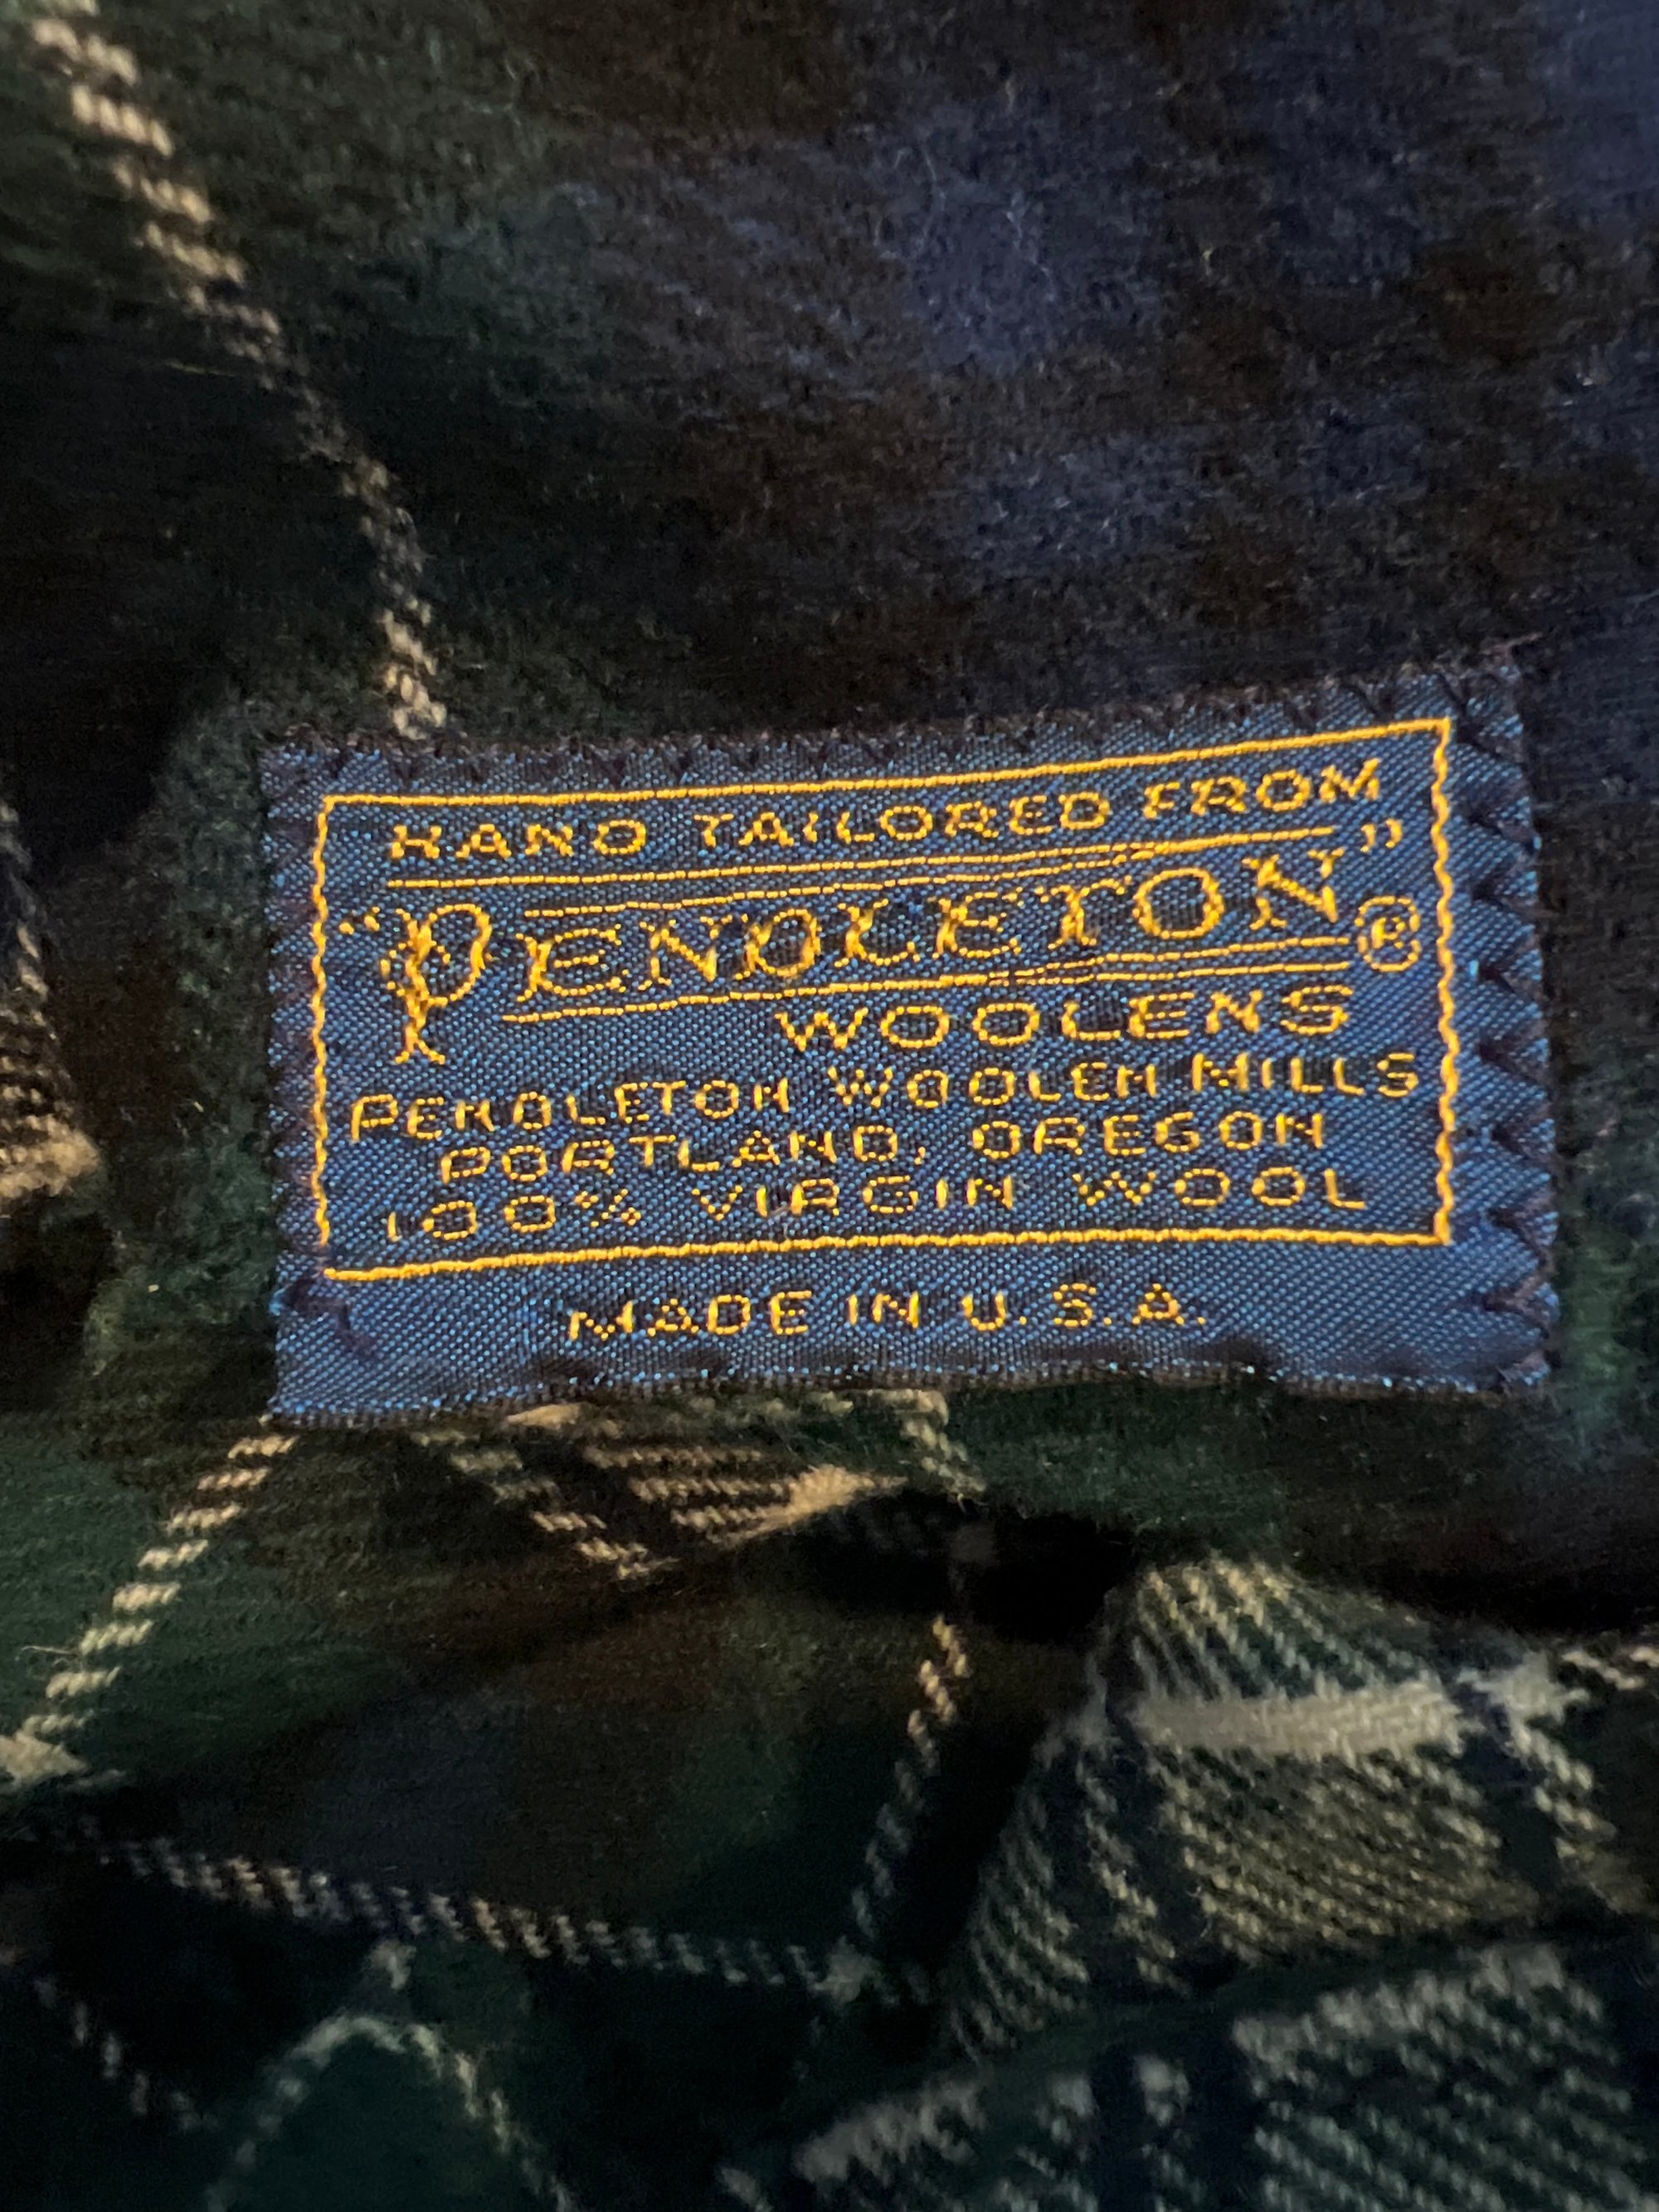 HAND TAILORED FROM
"PENDLETON"®
WOOLENS
PENDLETON WOOLEN MILLS
PORTLAND, OREGON
100% VIRGIN WOOL
MADE IN U.S.A.